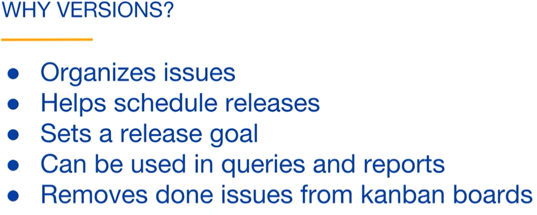 WHY VERSIONS?
● Organizes issues
● Helps schedule releases
● Sets a release goal
● Can be used in queries and reports
● Removes done issues from kanban boards